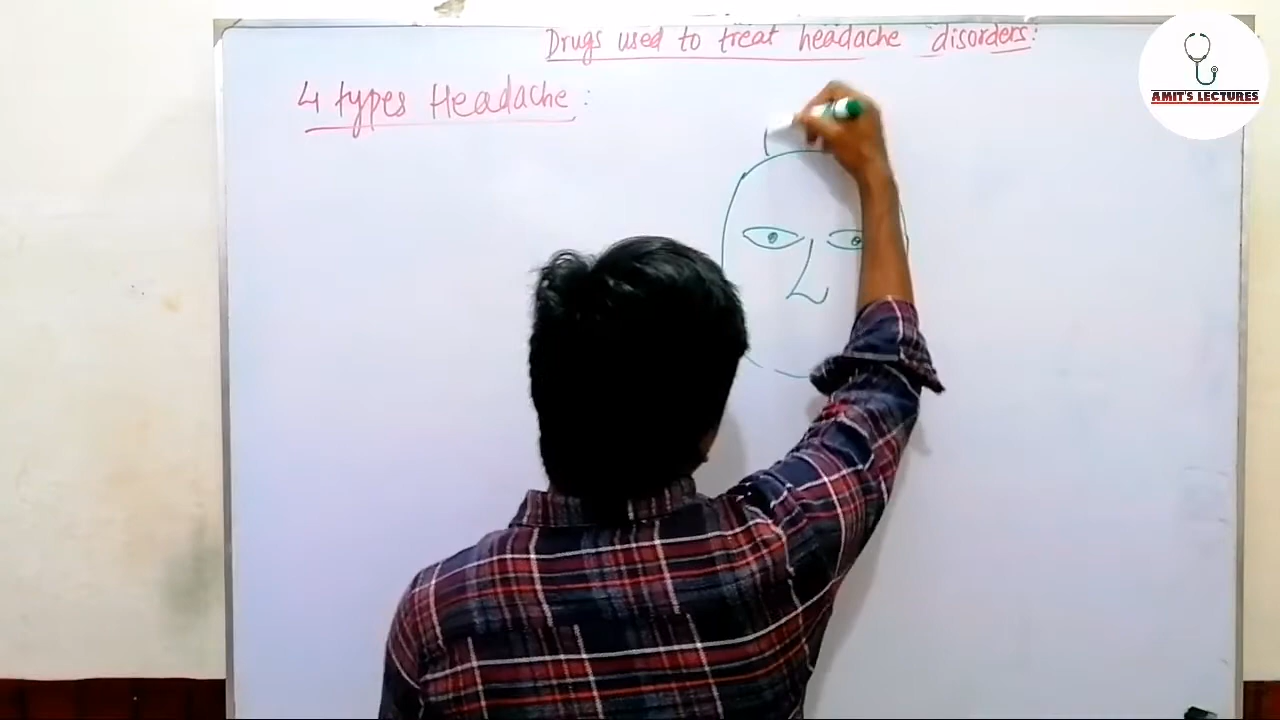 Drugs used to treat headache disorders:
4 types Headache:
AMIT'S LECTURES